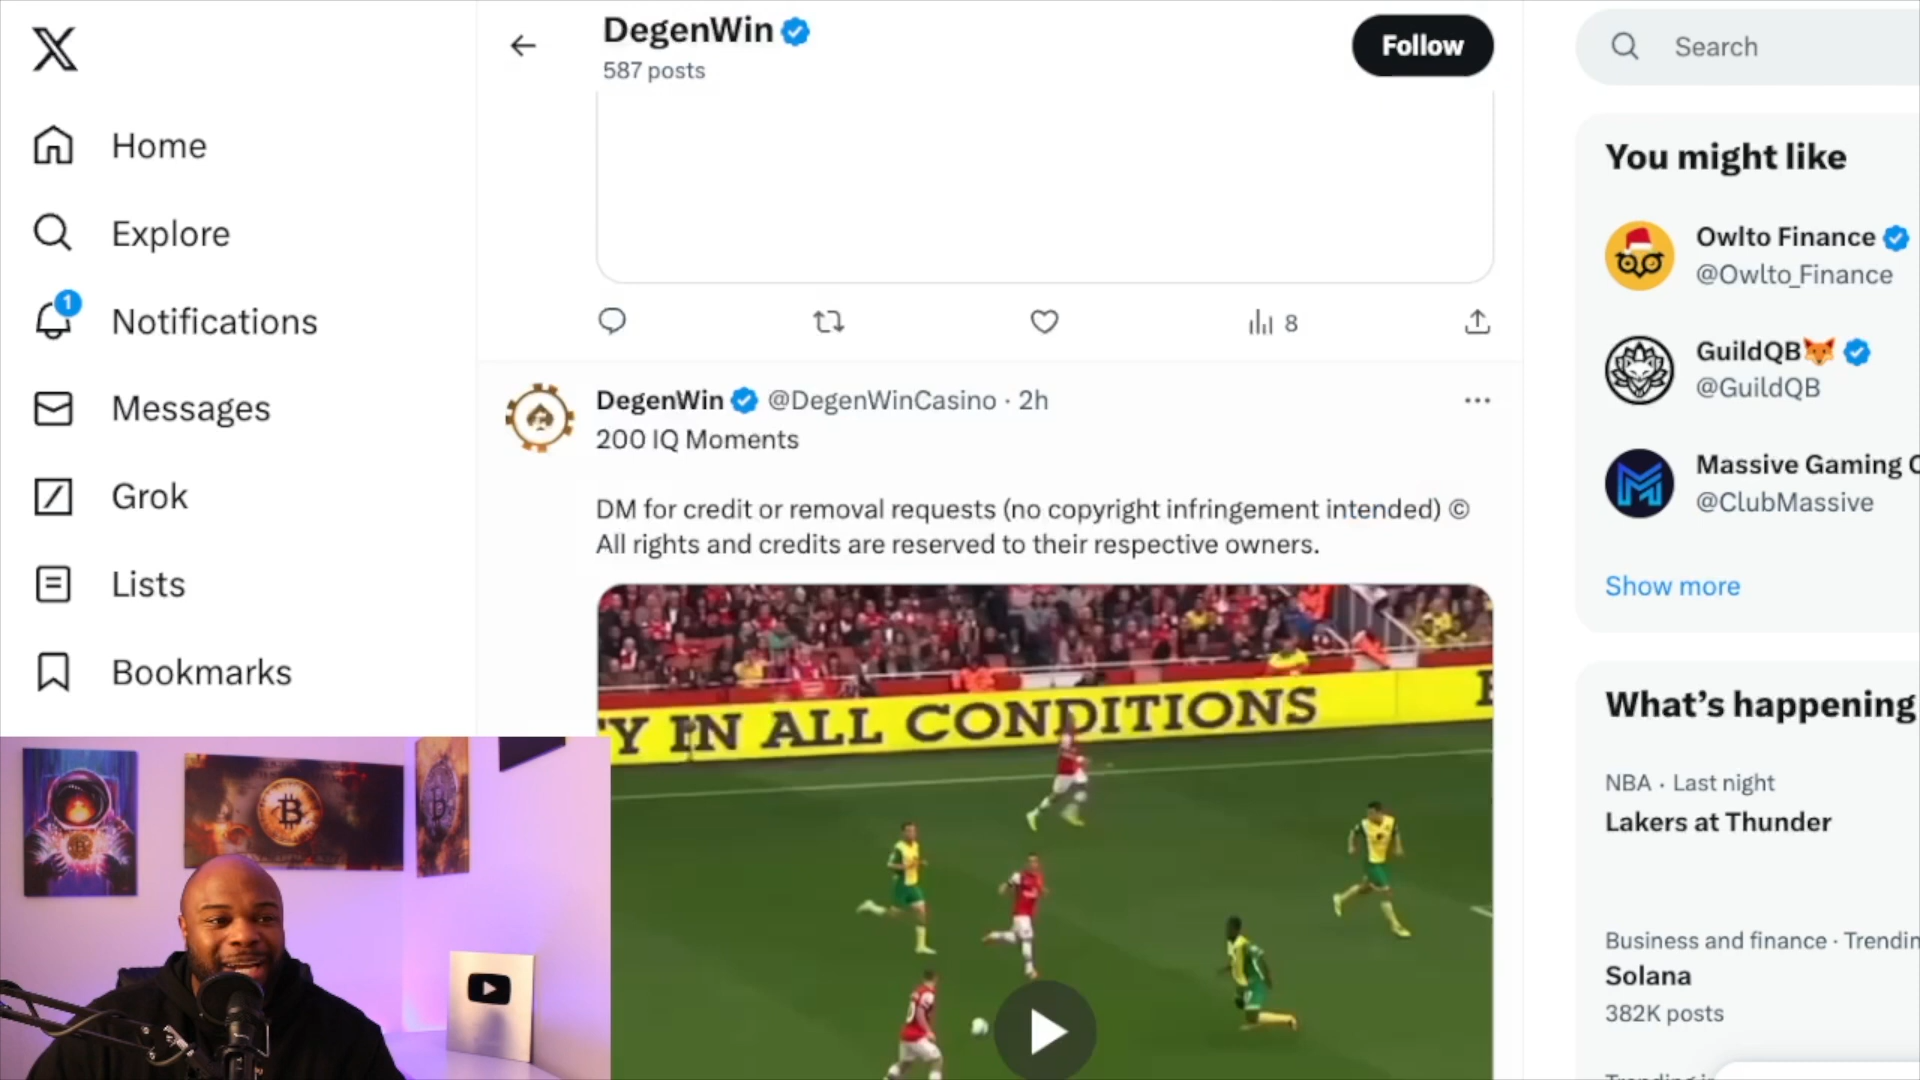 Home
Explore
1
Notifications
Messages
Grok
Lists
Bookmarks
DegenWin
587 posts
Follow
8
DegenWin @DegenWinCasino · 2h
200 IQ Moments
DM for credit or removal requests (no copyright infringement intended) ©
All rights and credits are reserved to their respective owners.
Y IN ALL CONDITIONS
Search
You might like
Owlto Finance
@Owlto_Finance
GuildQB
@GuildQB
Massive Gaming C
@ClubMassive
Show more
What's happening
NBA · Last night
Lakers at Thunder
Business and finance · Trendin
Solana
382K posts